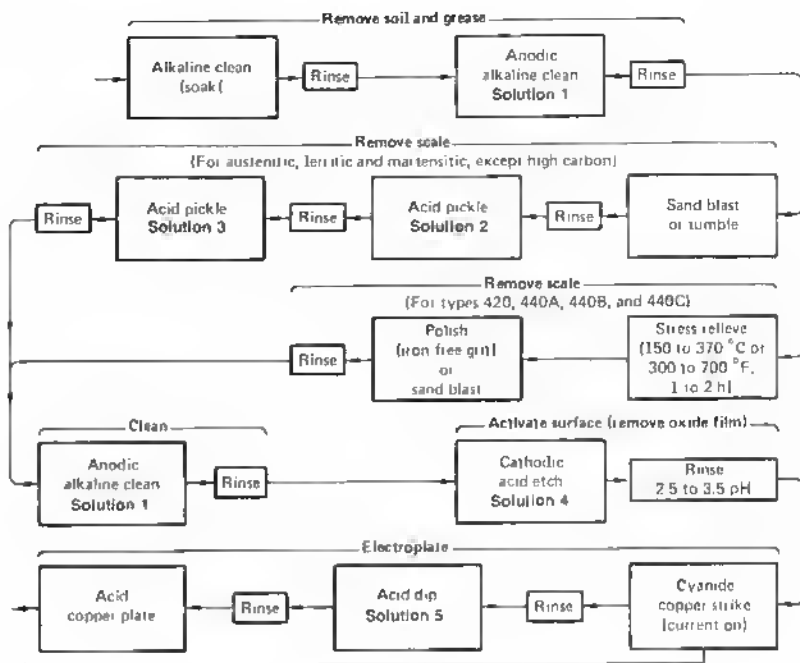 Remove soil and grease
Alkaline clean
(soak(
Rinse
Anodic
alkaline clean
Solution 1
Rinse
Remove scale
(For austenitic, ferritic and martensitic, except high carbon)
Rinse
Acid pickle
Solution 3
Rinse
Acid pickle
Solution 2
Rinse
Sand blast
or tumble
Remove scale
(For types 420, 440A, 440B, and 440C)
Rinse
Polish
(iron free grit)
or
sand blast
Stress relieve
(150 to 370 °C or
300 to 700 °F,
1 to 2 h)
Clean
Activate surface (remove oxide film)
Anodic
alkaline clean
Solution 1
Rinse
Cathodic
acid etch
Solution 4
Rinse
2.5 to 3.5 pH
Electroplate
Acid
copper plate
Rinse
Acid dip
Solution 5
Rinse
Cyanide
copper strike
(current on)